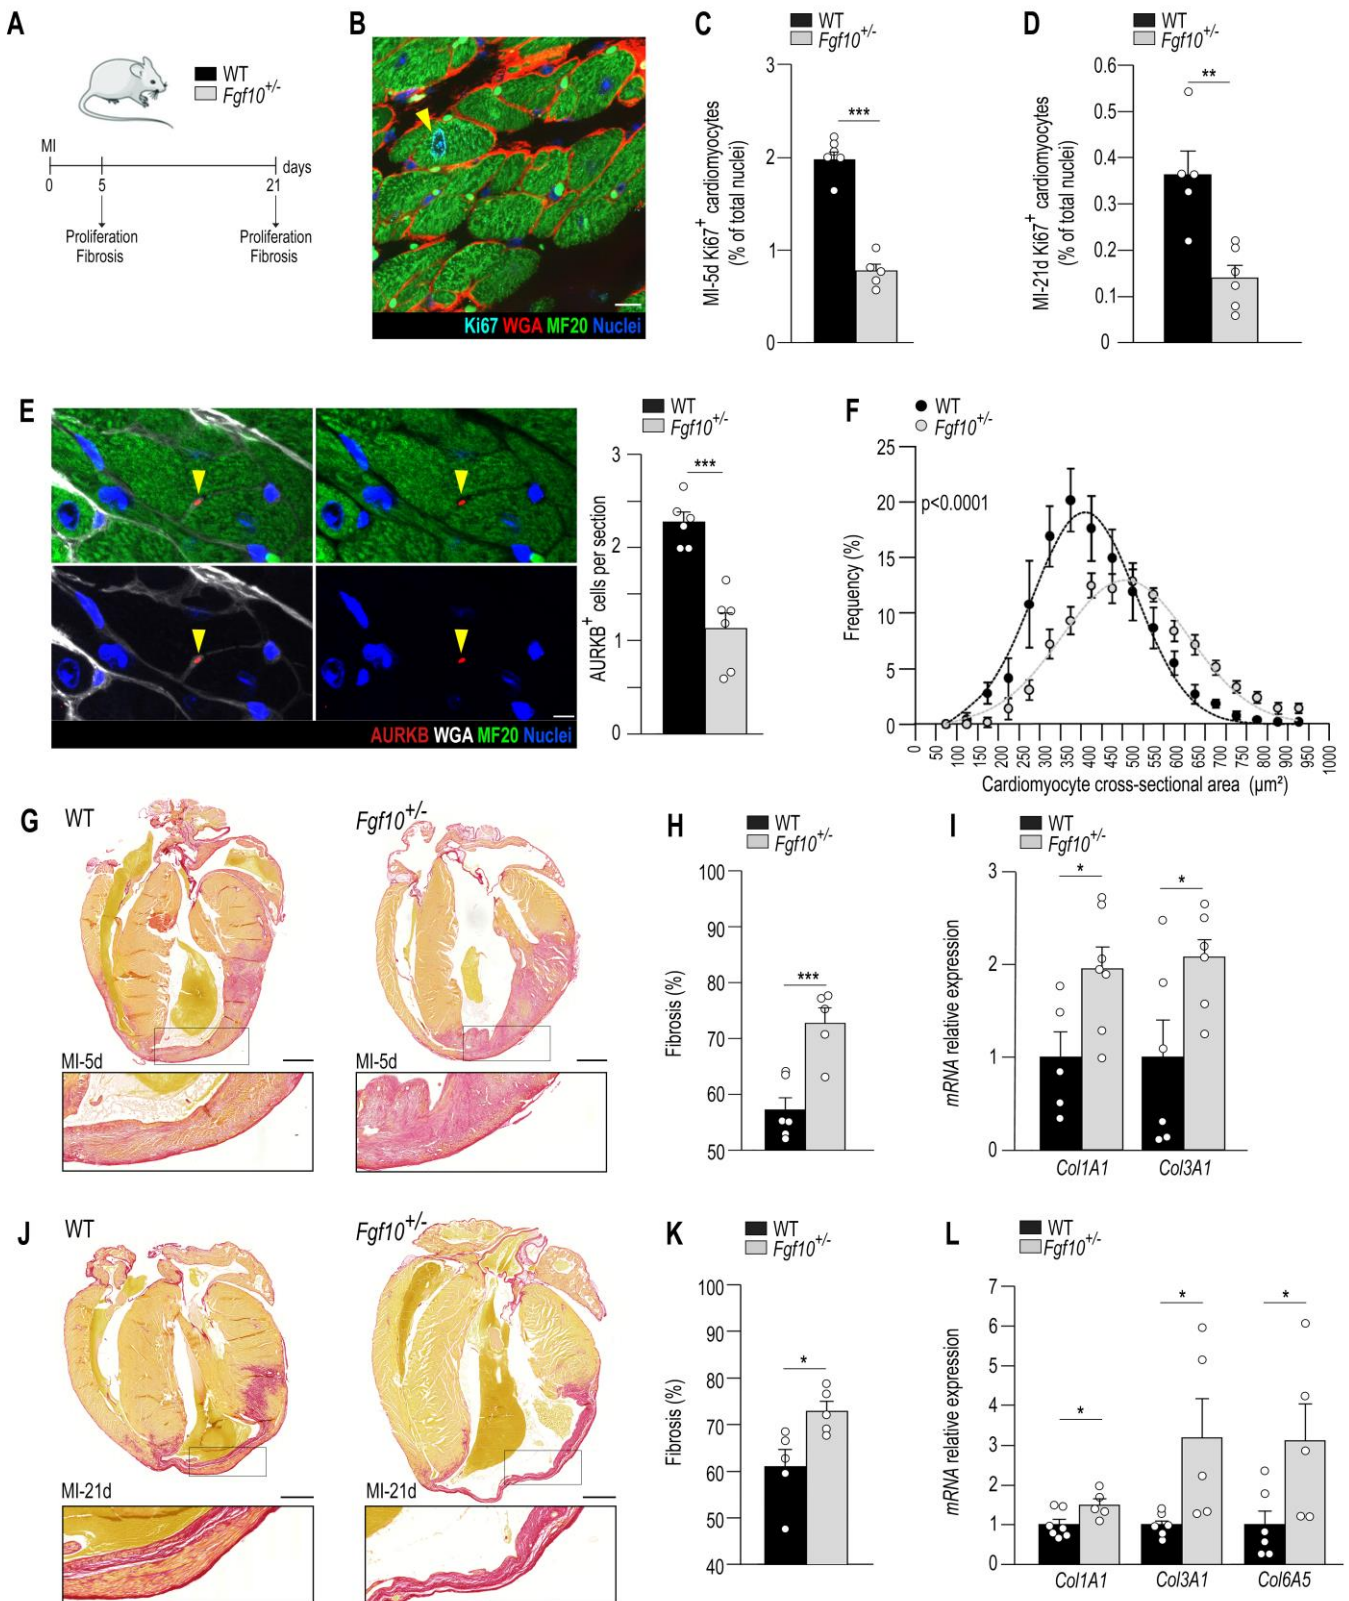 A
WT
Fgf10+/-
MI
days
0
5
21
Proliferation
Fibrosis
Proliferation
Fibrosis
B
Ki67 WGA MF20 Nuclei
C
WT
Fgf10+/-
MI-5d Ki67+ cardiomyocytes
(% of total nuclei)
3
2
1
0
***
D
WT
Fgf10+/-
MI-21d Ki67+ cardiomyocytes
(% of total nuclei)
0.6
0.5
0.4
0.3
0.2
0.1
0
**
E
AURKB WGA MF20 Nuclei
WT
Fgf10+/-
AURKB+ cells per section
3
2
1
0
***
F
WT
Fgf10+/-
Frequency (%)
25
20
15
10
5
0
p<0.0001
0 50 100 150 200 250 300 350 400 450 500 550 600 650 700 750 800 850 900 950 1000
Cardiomyocyte cross-sectional area (µm²)
G
WT
Fgf10+/-
MI-5d
MI-5d
H
WT
Fgf10+/-
Fibrosis (%)
100
90
80
70
60
50
***
I
WT
Fgf10+/-
mRNA relative expression
3
2
1
0
*
*
Col1A1
Col3A1
J
WT
Fgf10+/-
MI-21d
MI-21d
K
WT
Fgf10+/-
Fibrosis (%)
100
90
80
70
60
50
40
*
L
WT
Fgf10+/-
mRNA relative expression
7
6
5
4
3
2
1
0
*
*
*
Col1A1
Col3A1
Col6A5